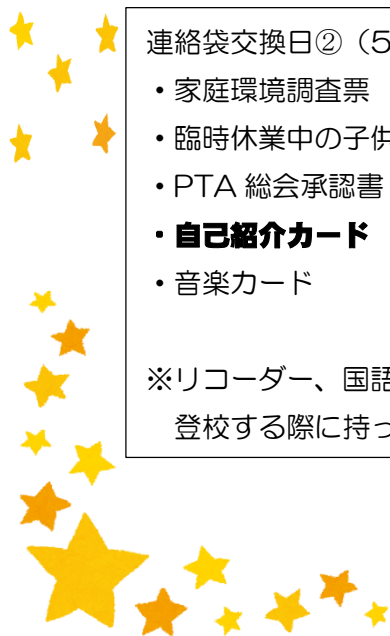 連絡袋交換日②（5
・家庭環境調査票
・臨時休業中の子供
・PTA 総会承認書
・自己紹介カード
・音楽カード
※リコーダー、国語
登校する際に持っ